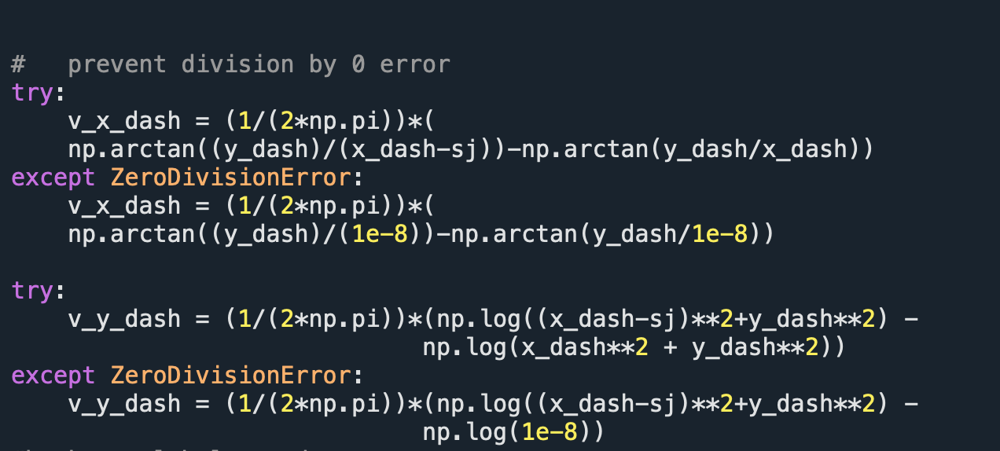 #   prevent division by 0 error
try:
    v_x_dash = (1/(2*np.pi))*(
    np.arctan((y_dash)/(x_dash-sj))-np.arctan(y_dash/x_dash))
except ZeroDivisionError:
    v_x_dash = (1/(2*np.pi))*(
    np.arctan((y_dash)/(1e-8))-np.arctan(y_dash/1e-8))
try:
    v_y_dash = (1/(2*np.pi))*(np.log((x_dash-sj)**2+y_dash**2) -
                             np.log(x_dash**2 + y_dash**2))
except ZeroDivisionError:
    v_y_dash = (1/(2*np.pi))*(np.log((x_dash-sj)**2+y_dash**2) -
                             np.log(1e-8))